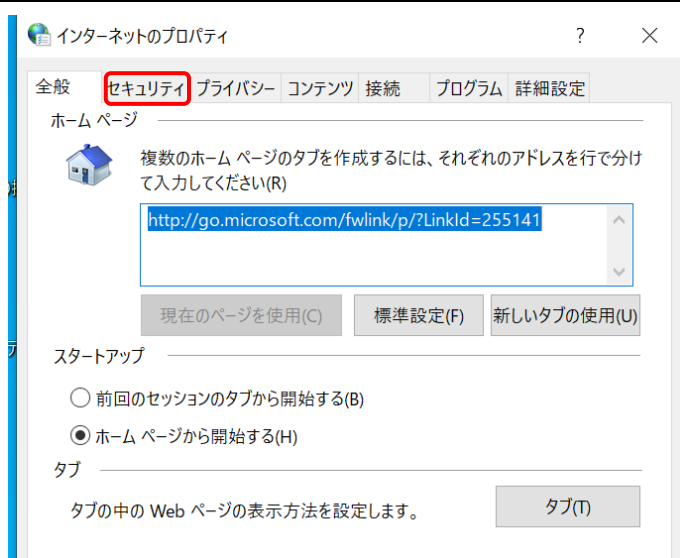 インターネットのプロパティ
全般 セキュリティ プライバシー コンテンツ 接続 プログラム 詳細設定
ホーム ページ
複数のホーム ページのタブを作成するには、それぞれのアドレスを行で分け
て入力してください(R)
http://go.microsoft.com/fwlink/p/?LinkId=255141
現在のページを使用(C) 標準設定(F) 新しいタブの使用(U)
スタートアップ
前回のセッションのタブから開始する(B)
ホーム ページから開始する(H)
タブ
タブの中の Web ページの表示方法を設定します。 タブ(T)